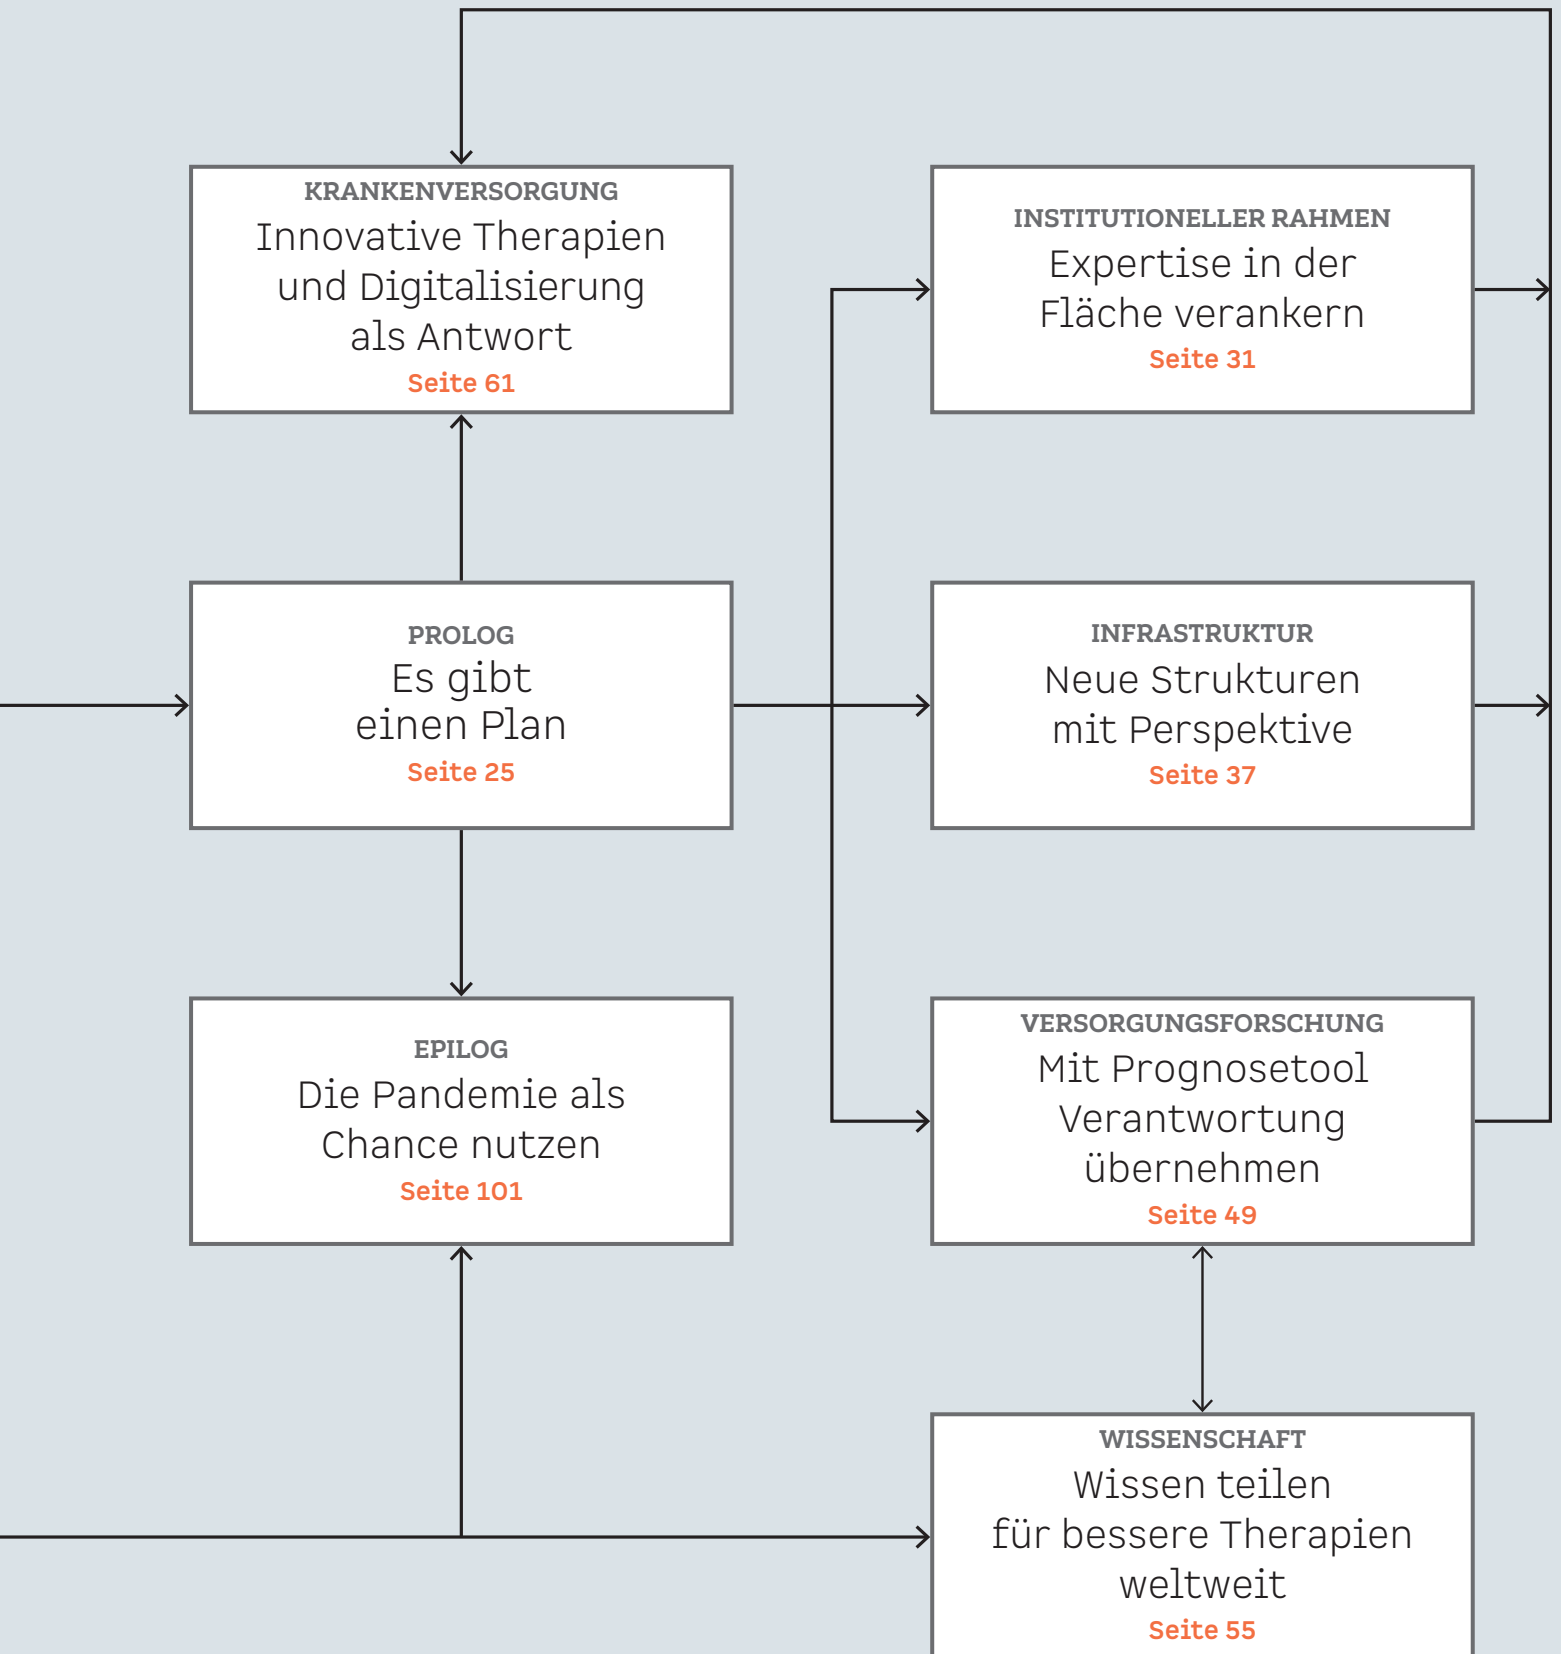 KRANKENVERSORGUNG
Innovative Therapien
und Digitalisierung
als Antwort
Seite 61
INSTITUTIONELLER RAHMEN
Expertise in der
Fläche verankern
Seite 31
PROLOG
Es gibt
einen Plan
Seite 25
INFRASTRUKTUR
Neue Strukturen
mit Perspektive
Seite 37
EPILOG
Die Pandemie als
Chance nutzen
Seite 101
VERSORGUNGSFORSCHUNG
Mit Prognosetool
Verantwortung
übernehmen
Seite 49
WISSENSCHAFT
Wissen teilen
für bessere Therapien
weltweit
Seite 55